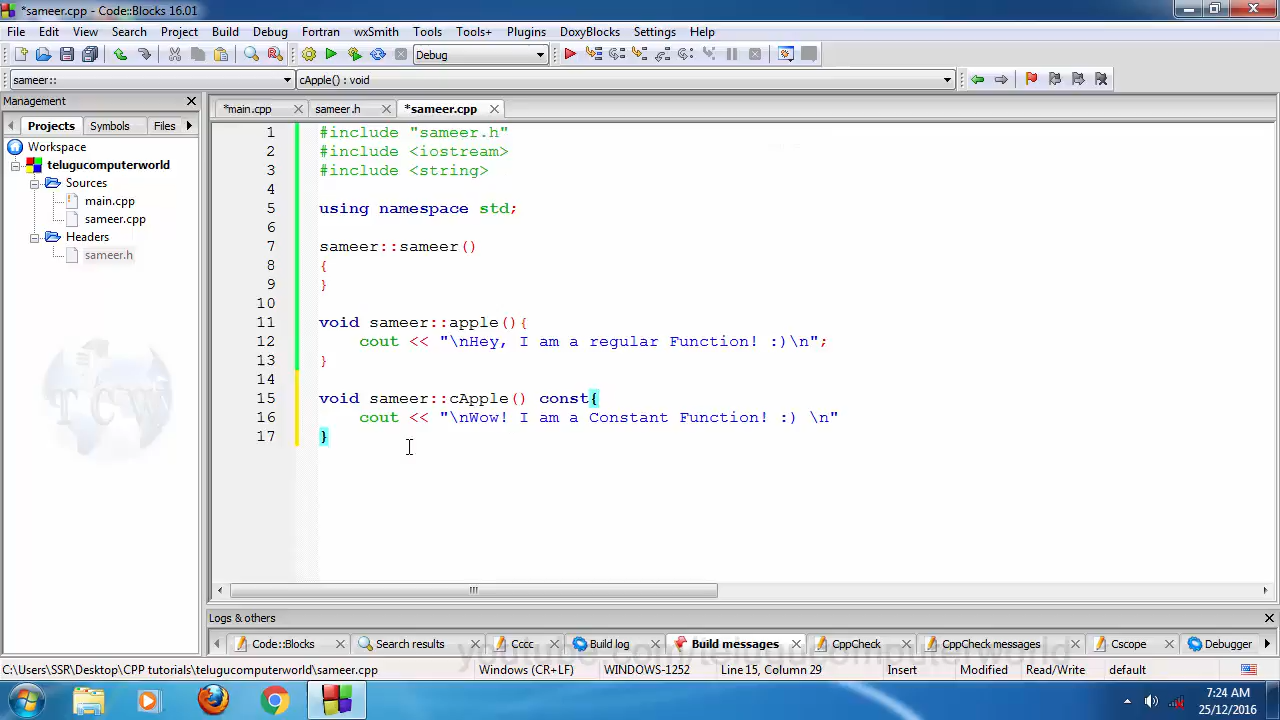 *sameer.cpp - Code::Blocks 16.01
File Edit View Search Project Build Debug Fortran wxSmith Tools Tools+ Plugins DoxyBlocks Settings Help
Debug
sameer:: cApple() : void
Management
*main.cpp sameer.h *sameer.cpp
Projects Symbols Files
Workspace
telugucomputerworld
Sources
main.cpp
sameer.cpp
Headers
sameer.h
TCW
1 #include "sameer.h"
2 #include <iostream>
3 #include <string>
4
5 using namespace std;
6
7 sameer::sameer()
8 {
9 }
10
11 void sameer::apple(){
12 cout << "\nHey, I am a regular Function! :)\n";
13 }
14
15 void sameer::cApple() const{
16 cout << "\nWow! I am a Constant Function! :) \n"
17 }
Logs & others
Code::Blocks Search results Cccc Build log Build messages CppCheck CppCheck messages Cscope Debugger
youtube.com/telugucomputerworld
C:\Users\SSR\Desktop\CPP tutorials\telugucomputerworld\sameer.cpp Windows (CR+LF) WINDOWS-1252 Line 15, Column 29 Insert Modified Read/Write default
7:24 AM
25/12/2016